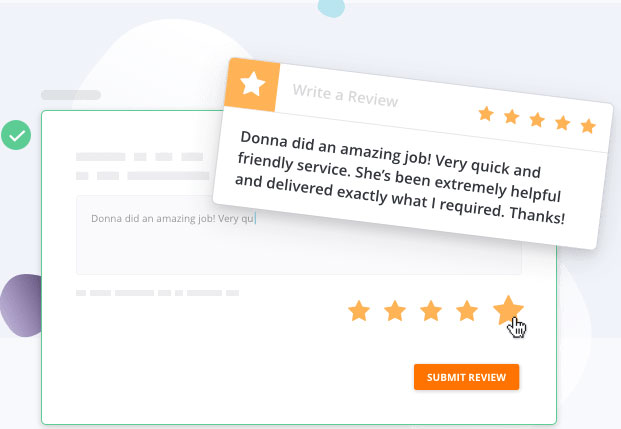 Write a Review
Donna did an amazing job! Very quick and
friendly service. She's been extremely helpful
and delivered exactly what I required. Thanks!
Donna did an amazing job! Very qu
SUBMIT REVIEW